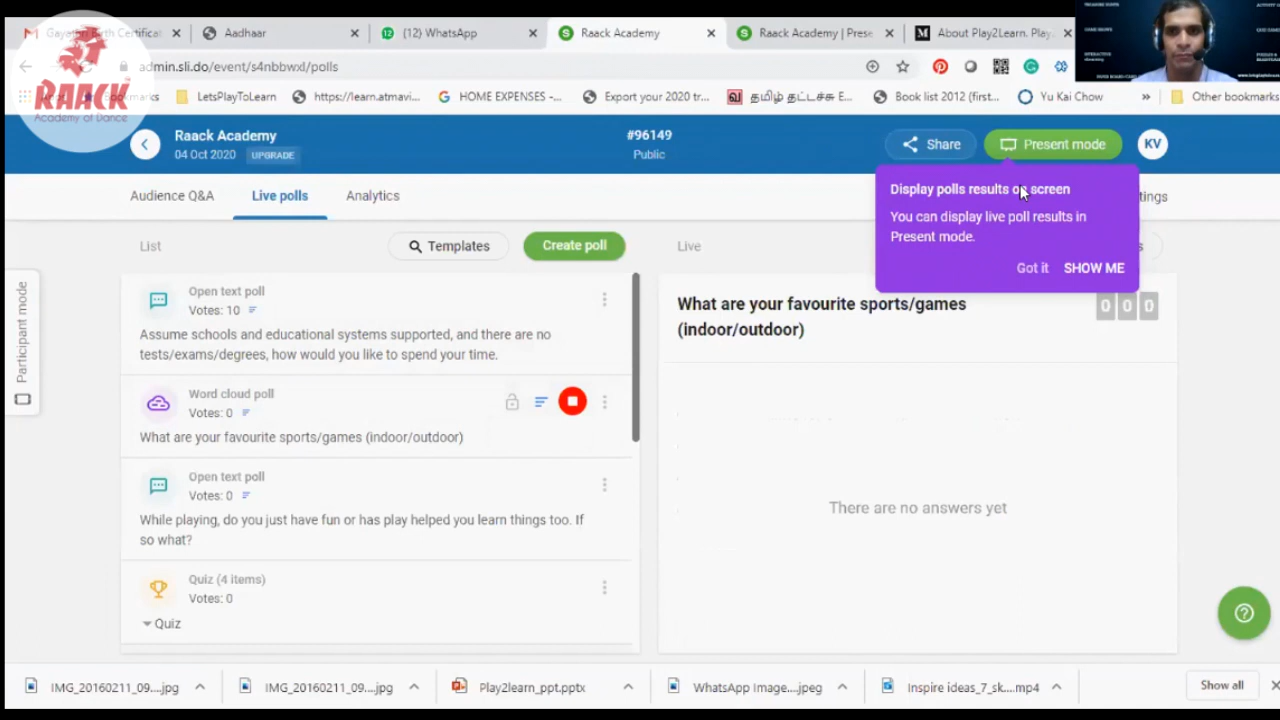 Gayathri Birth Certifica
Aadhaar
(12) WhatsApp
Raack Academy
Raack Academy | Prese
About Play2Learn. Play.
admin.sli.do/event/s4nbbwxl/polls
RAACK
Academy of Dance
Bookmarks
LetsPlayToLearn
https://learn.atmavi...
HOME EXPENSES -...
Export your 2020 tr...
தமிழ் தட்டச்சு E...
Book list 2012 (first...
Yu Kai Chow
»
Other bookmarks
Raack Academy
04 Oct 2020
UPGRADE
#96149
Public
Share
Present mode
KV
Audience Q&A
Live polls
Analytics
tings
Display polls results on screen
You can display live poll results in
Present mode.
Got it
SHOW ME
Participant mode
List
Templates
Create poll
Live
Open text poll
Votes: 10
Assume schools and educational systems supported, and there are no
tests/exams/degrees, how would you like to spend your time.
Word cloud poll
Votes: 0
What are your favourite sports/games (indoor/outdoor)
Open text poll
Votes: 0
While playing, do you just have fun or has play helped you learn things too. If
so what?
Quiz (4 items)
Votes: 0
Quiz
What are your favourite sports/games
(indoor/outdoor)
0 0 0
There are no answers yet
IMG_20160211_09....jpg
IMG_20160211_09....jpg
Play2learn_ppt.pptx
WhatsApp Image....jpeg
Inspire ideas_7_sk....mp4
Show all